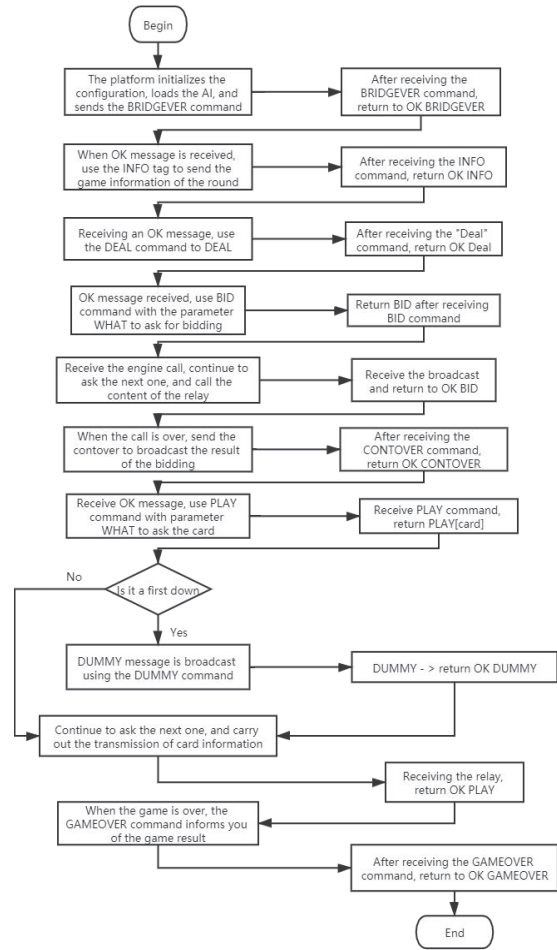 Begin
The platform initializes the
configuration, loads the AI, and
sends the BRIDGEVER command
After receiving the
BRIDGEVER command,
return to OK BRIDGEVER
When OK message is received,
use the INFO tag to send the
game information of the round
After receiving the INFO
command, return OK INFO
Receiving an OK message, use
the DEAL command to DEAL
After receiving the "Deal"
command, return OK Deal
OK message received, use BID
command with the parameter
WHAT to ask for bidding
Return BID after receiving
BID command
Receive the engine call, continue to
ask the next one, and call the
content of the relay
Receive the broadcast
and return to OK BID
When the call is over, send the
contover to broadcast the result
of the bidding
After receiving the
CONTOVER command,
return OK CONTOVER
Receive OK message, use PLAY
command with parameter
WHAT to ask the card
Receive PLAY command,
return PLAY[card]
No
Is it a first down
Yes
DUMMY message is broadcast
using the DUMMY command
DUMMY - > return OK DUMMY
Continue to ask the next one, and carry
out the transmission of card information
Receiving the relay,
return OK PLAY
When the game is over, the
GAMEOVER command informs you
of the game result
After receiving the GAMEOVER
command, return to OK GAMEOVER
End